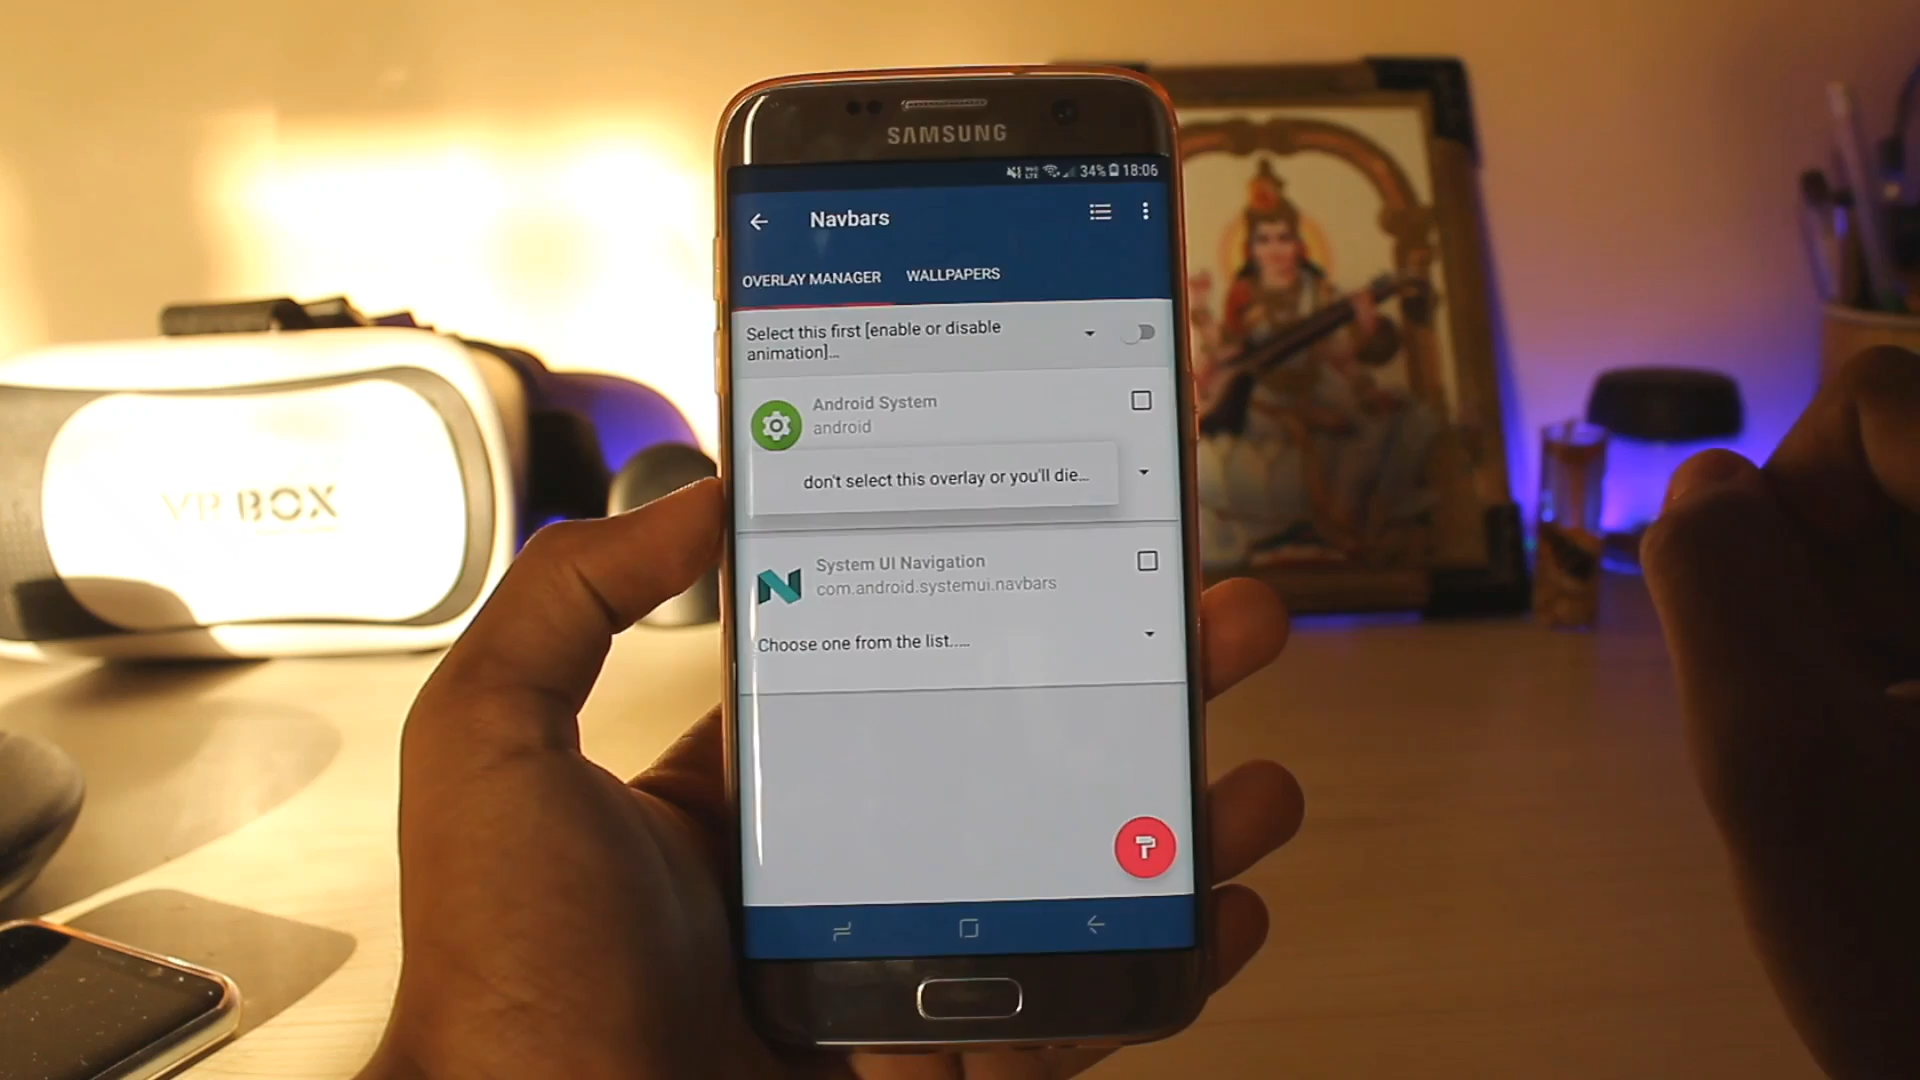 SAMSUNG
34% 18:06
Navbars
OVERLAY MANAGER WALLPAPERS
Select this first [enable or disable
animation]...
Android System
android
don't select this overlay or you'll die...
System UI Navigation
com.android.systemui.navbars
Choose one from the list.....
VR BOX